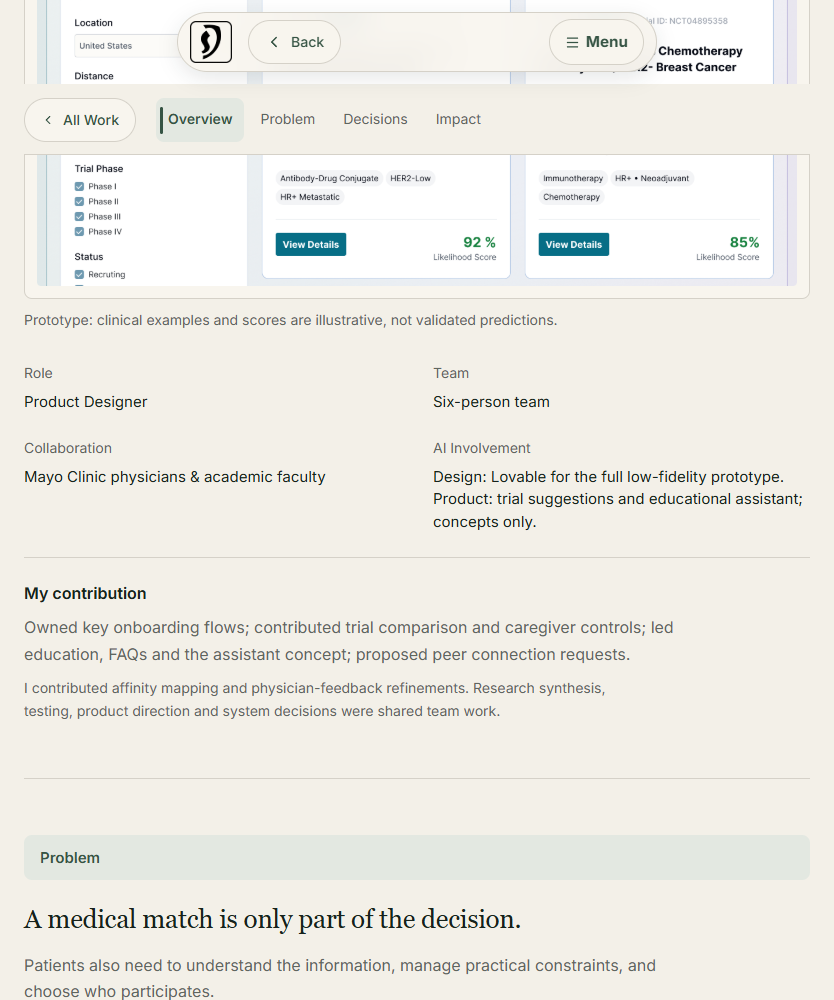 Location
United States
Distance
Back
Menu
ial ID: NCT04895358
Chemotherapy
2- Breast Cancer
All Work
Overview
Problem
Decisions
Impact
Trial Phase
Phase I
Phase II
Phase III
Phase IV
Status
Recruting
Antibody-Drug Conjugate
HER2-Low
HR+ Metastatic
View Details
92 %
Likelihood Score
Immunotherapy
HR+ • Neoadjuvant
Chemotherapy
View Details
85%
Likelihood Score
Prototype: clinical examples and scores are illustrative, not validated predictions.
Role
Product Designer
Team
Six-person team
Collaboration
Mayo Clinic physicians & academic faculty
AI Involvement
Design: Lovable for the full low-fidelity prototype.
Product: trial suggestions and educational assistant;
concepts only.
My contribution
Owned key onboarding flows; contributed trial comparison and caregiver controls; led
education, FAQs and the assistant concept; proposed peer connection requests.
I contributed affinity mapping and physician-feedback refinements. Research synthesis,
testing, product direction and system decisions were shared team work.
Problem
A medical match is only part of the decision.
Patients also need to understand the information, manage practical constraints, and
choose who participates.